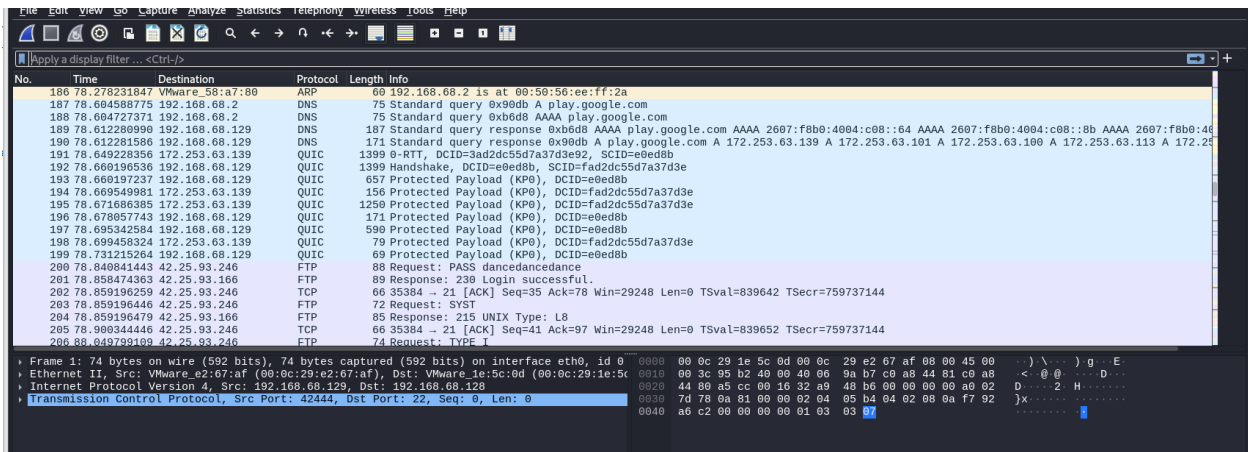 File Edit View Go Capture Analyze Statistics Telephony Wireless Tools Help
Apply a display filter ... <Ctrl-/>
No. Time Destination Protocol Length Info
186 78.278231847 VMware_58:a7:80 ARP 60 192.168.68.2 is at 00:50:56:ee:ff:2a
187 78.604588775 192.168.68.2 DNS 75 Standard query 0x90db A play.google.com
188 78.604727371 192.168.68.2 DNS 75 Standard query 0xb6d8 AAAA play.google.com
189 78.612280990 192.168.68.129 DNS 187 Standard query response 0xb6d8 AAAA play.google.com AAAA 2607:f8b0:4004:c08::64 AAAA 2607:f8b0:4004:c08::8b AAAA 2607:f8b0:40
190 78.612281586 192.168.68.129 DNS 171 Standard query response 0x90db A play.google.com A 172.253.63.139 A 172.253.63.101 A 172.253.63.100 A 172.253.63.113 A 172.25
191 78.649228356 172.253.63.139 QUIC 1399 0-RTT, DCID=3ad2dc55d7a37d3e92, SCID=e0ed8b
192 78.660196536 192.168.68.129 QUIC 1399 Handshake, DCID=e0ed8b, SCID=fad2dc55d7a37d3e
193 78.660197237 192.168.68.129 QUIC 657 Protected Payload (KP0), DCID=e0ed8b
194 78.669549981 172.253.63.139 QUIC 156 Protected Payload (KP0), DCID=fad2dc55d7a37d3e
195 78.671686385 172.253.63.139 QUIC 1250 Protected Payload (KP0), DCID=fad2dc55d7a37d3e
196 78.678057743 192.168.68.129 QUIC 171 Protected Payload (KP0), DCID=e0ed8b
197 78.695342584 192.168.68.129 QUIC 590 Protected Payload (KP0), DCID=e0ed8b
198 78.699458324 172.253.63.139 QUIC 79 Protected Payload (KP0), DCID=fad2dc55d7a37d3e
199 78.731215264 192.168.68.129 QUIC 69 Protected Payload (KP0), DCID=e0ed8b
200 78.840841443 42.25.93.246 FTP 88 Request: PASS dancedancedance
201 78.858474363 42.25.93.166 FTP 89 Response: 230 Login successful.
202 78.859196259 42.25.93.246 TCP 66 35384 → 21 [ACK] Seq=35 Ack=78 Win=29248 Len=0 TSval=839642 TSecr=759737144
203 78.859196446 42.25.93.246 FTP 72 Request: SYST
204 78.859196479 42.25.93.166 FTP 85 Response: 215 UNIX Type: L8
205 78.900344446 42.25.93.246 TCP 66 35384 → 21 [ACK] Seq=41 Ack=97 Win=29248 Len=0 TSval=839652 TSecr=759737144
206 88.049799109 42.25.93.246 FTP 74 Request: TYPE I
Frame 1: 74 bytes on wire (592 bits), 74 bytes captured (592 bits) on interface eth0, id 0
Ethernet II, Src: VMware_e2:67:af (00:0c:29:e2:67:af), Dst: VMware_1e:5c:0d (00:0c:29:1e:5c
Internet Protocol Version 4, Src: 192.168.68.129, Dst: 192.168.68.128
Transmission Control Protocol, Src Port: 42444, Dst Port: 22, Seq: 0, Len: 0
0000 00 0c 29 1e 5c 0d 00 0c 29 e2 67 af 08 00 45 00 ··)·\··· )·g···E·
0010 00 3c 95 b2 40 00 40 06 9a b7 c0 a8 44 81 c0 a8 ·<··@·@· ····D···
0020 44 80 a5 cc 00 16 32 a9 48 b6 00 00 00 00 a0 02 D·····2· H·······
0030 7d 78 0a 81 00 00 02 04 05 b4 04 02 08 0a f7 92 }x······ ········
0040 a6 c2 00 00 00 00 01 03 03 07 ········ ··